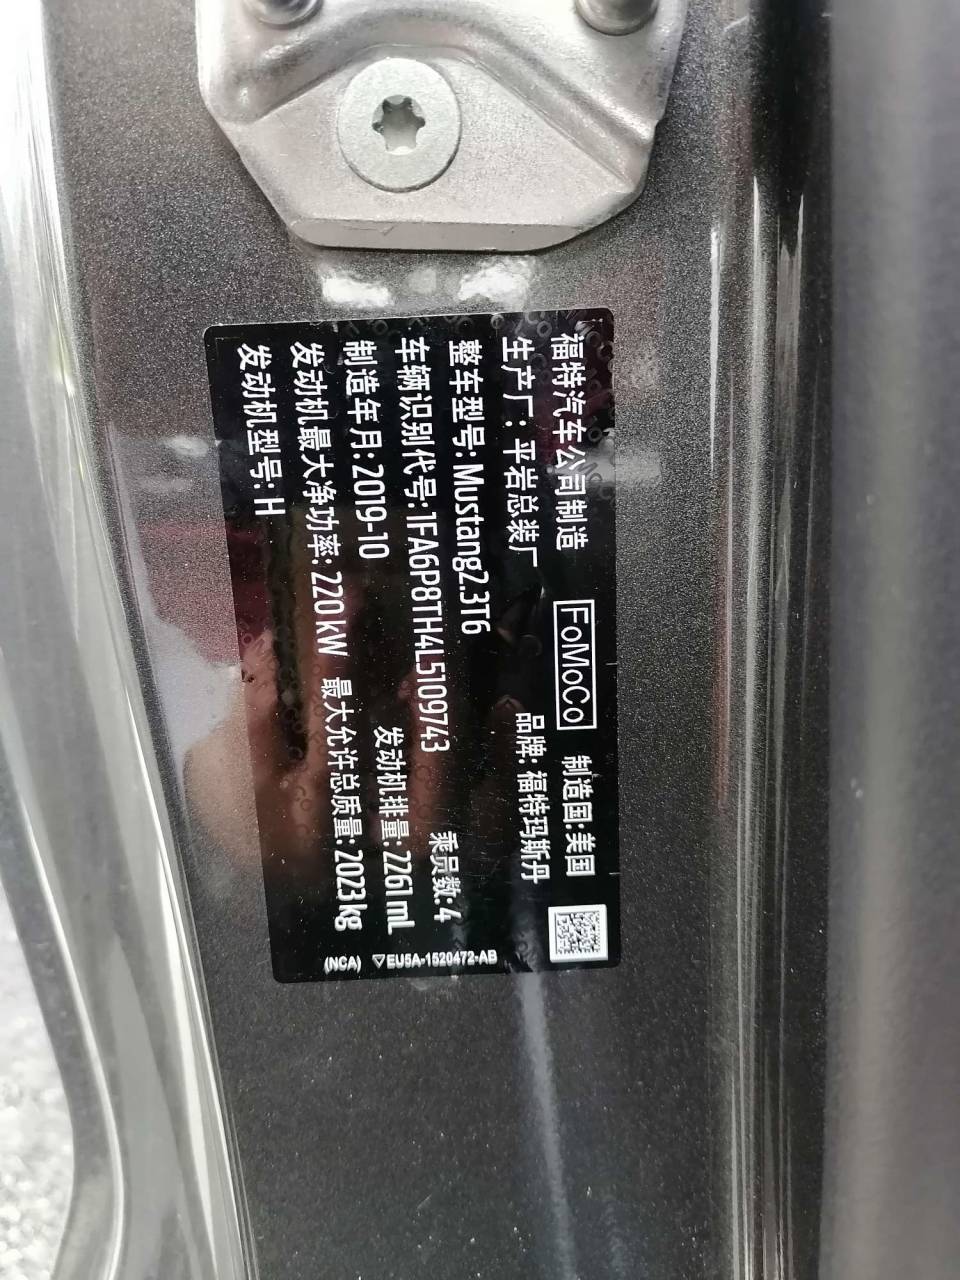 福特汽车公司制造 FoMoCo 制造国:美国
生产厂: 平岩总装厂 品牌: 福特玛斯丹
整车型号: Mustang2.3T6
车辆识别代号: 1FA6P8TH4L5109743 乘员数: 4
制造年月: 2019-10 发动机排量: 2261 mL
发动机最大净功率: 220 kW 最大允许总质量: 2023 kg
发动机型号: H
(NCA) ▽EU5A-1520472-AB